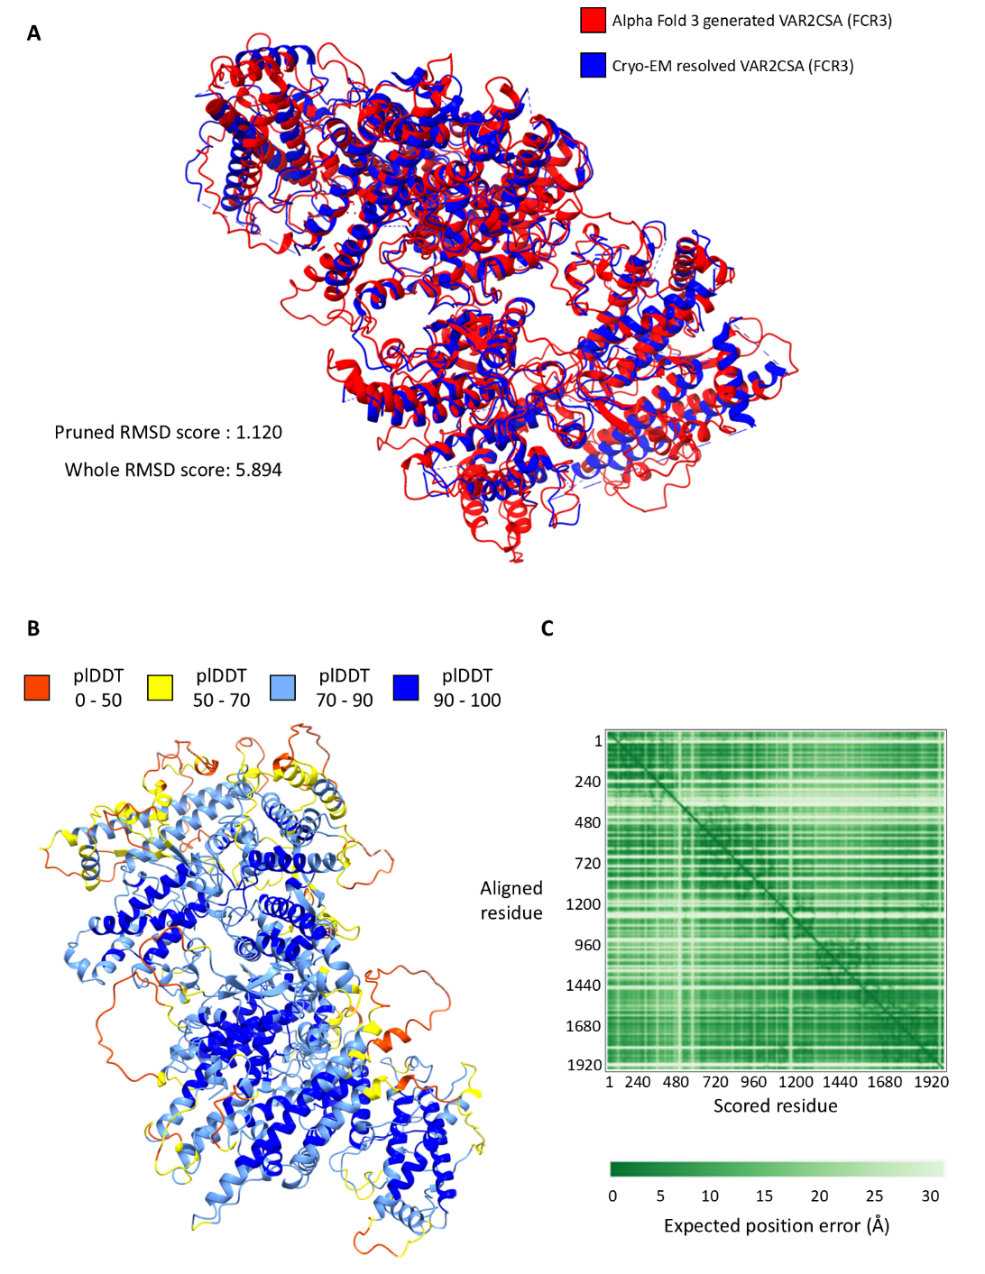 A
Alpha Fold 3 generated VAR2CSA (FCR3)
Cryo-EM resolved VAR2CSA (FCR3)
Pruned RMSD score : 1.120
Whole RMSD score: 5.894
B
plDDT
0 - 50
plDDT
50 - 70
plDDT
70 - 90
plDDT
90 - 100
C
Aligned
residue
1
240
480
720
1200
960
1440
1680
1920
1 240 480 720 960 1200 1440 1680 1920
Scored residue
0 5 10 15 20 25 30
Expected position error (Å)